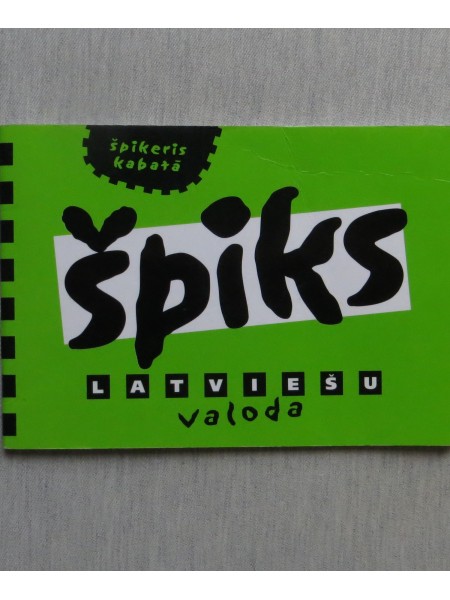 špikeris
kabatā
špiks
LATVIEŠU
valoda